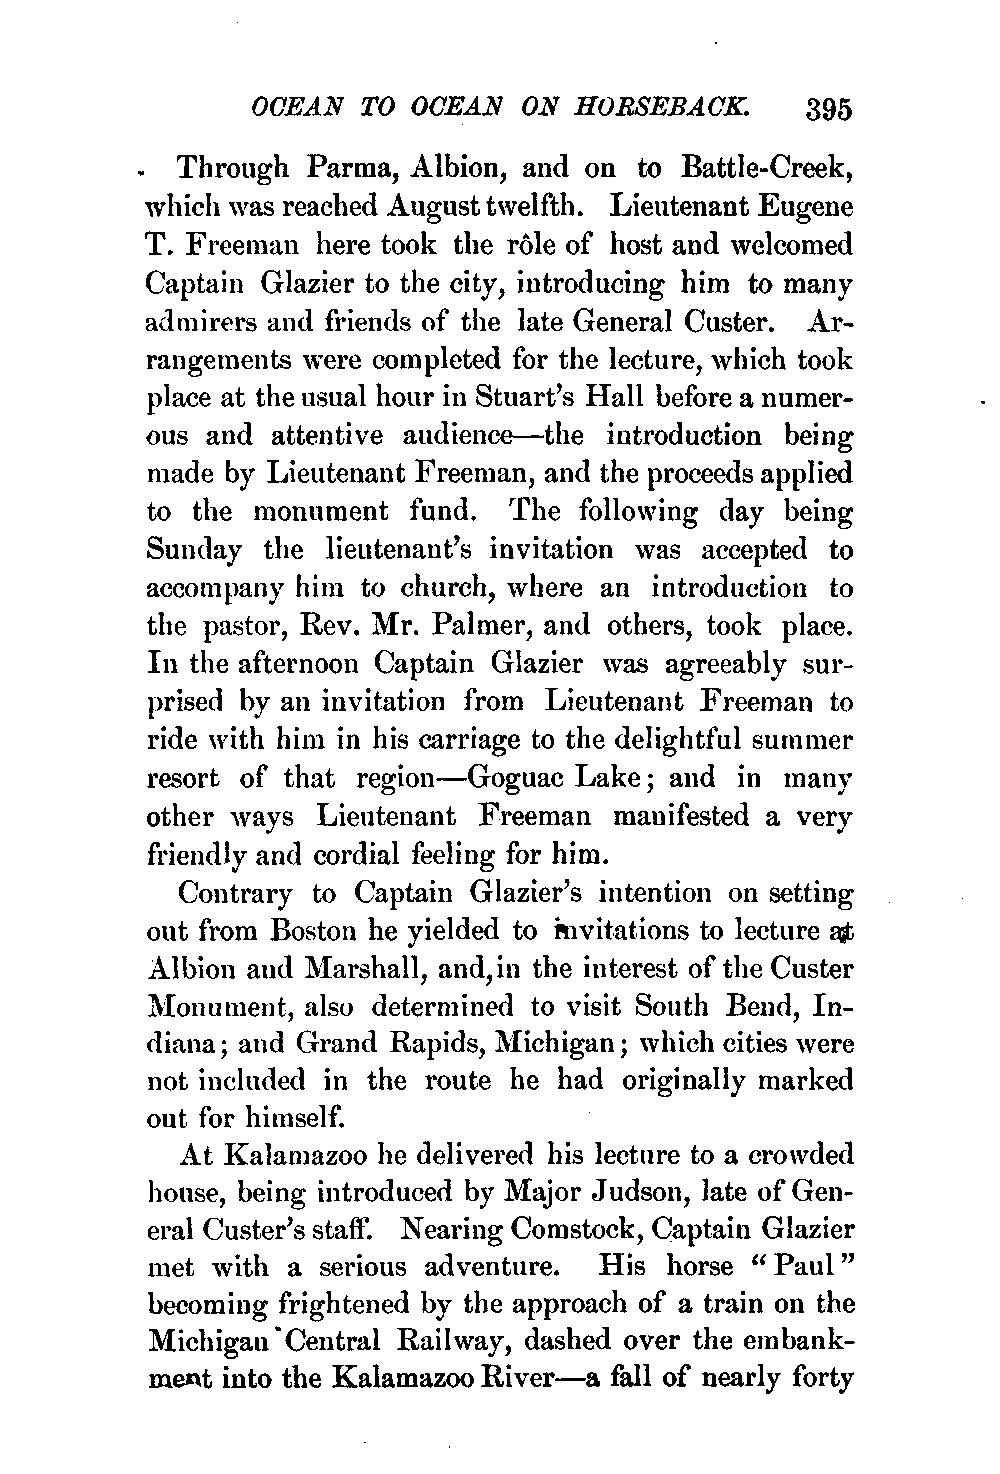 OCEAN TO OCEAN ON HORSEBACK. 395
Through Parma, Albion, and on to Battle-Creek,
which was reached August twelfth. Lieutenant Eugene
T. Freeman here took the rôle of host and welcomed
Captain Glazier to the city, introducing him to many
admirers and friends of the late General Custer. Ar-
rangements were completed for the lecture, which took
place at the usual hour in Stuart's Hall before a numer-
ous and attentive audience—the introduction being
made by Lieutenant Freeman, and the proceeds applied
to the monument fund. The following day being
Sunday the lieutenant's invitation was accepted to
accompany him to church, where an introduction to
the pastor, Rev. Mr. Palmer, and others, took place.
In the afternoon Captain Glazier was agreeably sur-
prised by an invitation from Lieutenant Freeman to
ride with him in his carriage to the delightful summer
resort of that region—Goguac Lake; and in many
other ways Lieutenant Freeman manifested a very
friendly and cordial feeling for him.
Contrary to Captain Glazier's intention on setting
out from Boston he yielded to invitations to lecture at
Albion and Marshall, and, in the interest of the Custer
Monument, also determined to visit South Bend, In-
diana; and Grand Rapids, Michigan; which cities were
not included in the route he had originally marked
out for himself.
At Kalamazoo he delivered his lecture to a crowded
house, being introduced by Major Judson, late of Gen-
eral Custer's staff. Nearing Comstock, Captain Glazier
met with a serious adventure. His horse "Paul"
becoming frightened by the approach of a train on the
Michigan Central Railway, dashed over the embank-
ment into the Kalamazoo River—a fall of nearly forty